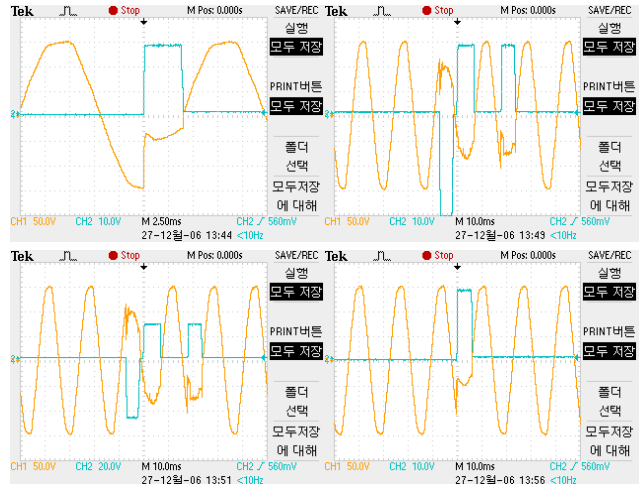 Tek Stop M Pos: 0.000s SAVE/REC
실행
모두 저장
PRINT버튼
모두 저장
폴더
선택
모두저장
에 대해
2
CH1 50.0V CH2 10.0V M 2.50ms CH2 560mV
27-12월-06 13:44 <10Hz
Tek Stop M Pos: 0.000s SAVE/REC
실행
모두 저장
PRINT버튼
모두 저장
폴더
선택
모두저장
에 대해
2
CH1 50.0V CH2 10.0V M 10.0ms CH2 560mV
27-12월-06 13:49 <10Hz
Tek Stop M Pos: 0.000s SAVE/REC
실행
모두 저장
PRINT버튼
모두 저장
폴더
선택
모두저장
에 대해
2
CH1 50.0V CH2 20.0V M 10.0ms CH2 560mV
27-12월-06 13:51 <10Hz
Tek Stop M Pos: 0.000s SAVE/REC
실행
모두 저장
PRINT버튼
모두 저장
폴더
선택
모두저장
에 대해
2
CH1 50.0V CH2 10.0V M 10.0ms CH2 560mV
27-12월-06 13:56 <10Hz